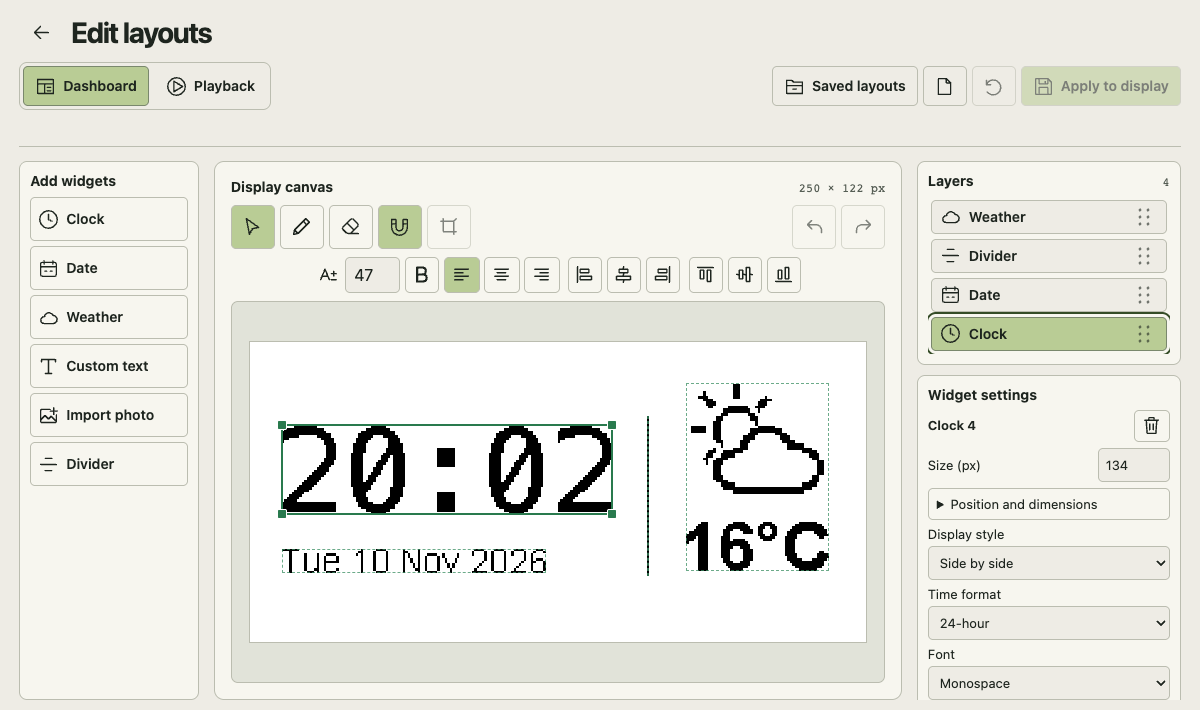 Edit layouts
Dashboard
Playback
Saved layouts
Apply to display
Add widgets
Clock
Date
Weather
Custom text
Import photo
Divider
Display canvas
250 × 122 px
A± 47 B
20:02
Tue 10 Nov 2026
16°C
Layers
4
Weather
Divider
Date
Clock
Widget settings
Clock 4
Size (px)
134
Position and dimensions
Display style
Side by side
Time format
24-hour
Font
Monospace